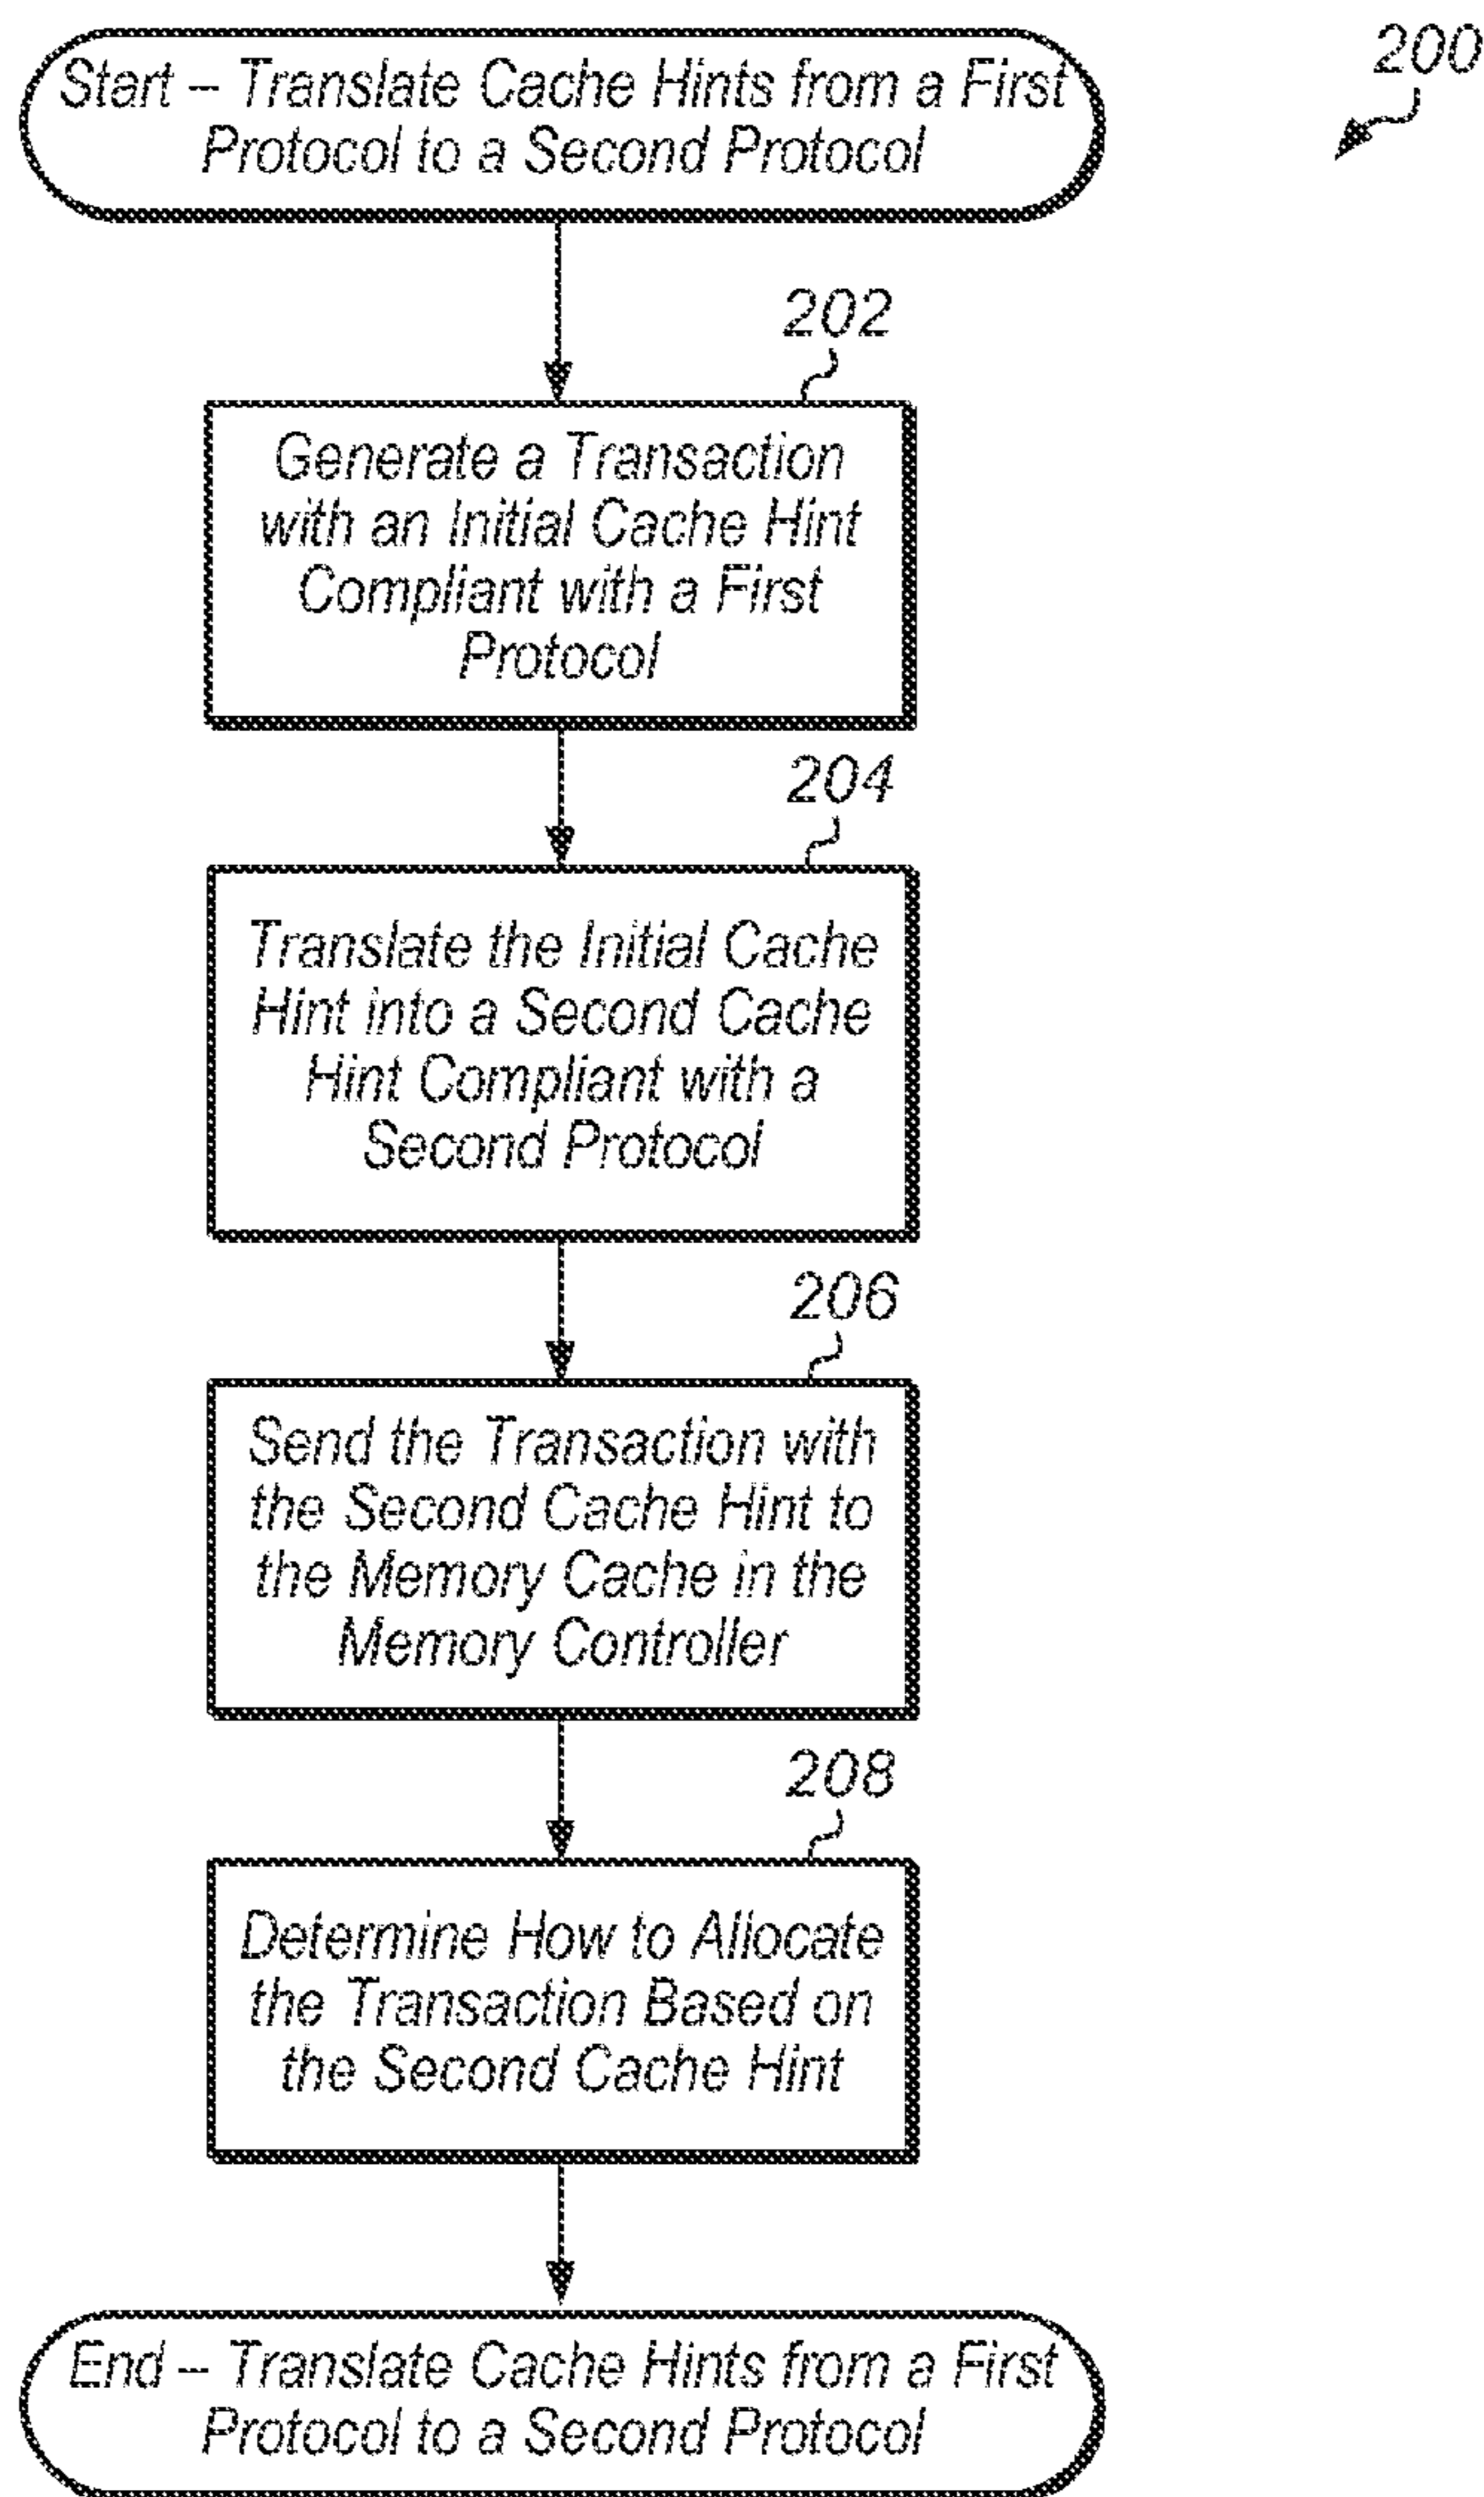 Start – Translate Cache Hints from a First
Protocol to a Second Protocol
200
202
Generate a Transaction
with an Initial Cache Hint
Compliant with a First
Protocol
204
Translate the Initial Cache
Hint into a Second Cache
Hint Compliant with a
Second Protocol
206
Send the Transaction with
the Second Cache Hint to
the Memory Cache in the
Memory Controller
208
Determine How to Allocate
the Transaction Based on
the Second Cache Hint
End – Translate Cache Hints from a First
Protocol to a Second Protocol